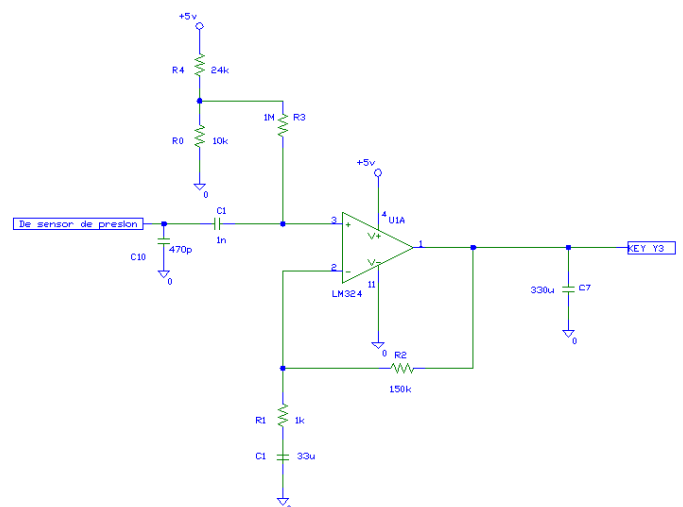 +5v
R4 24k
1M R3
R0 10k
0
+5v
C1
1n
De sensor de presion
470p
C10
0
3
+
4
U1A
V+
1
KEY Y3
2
-
V-
11
LM324
0
330u C7
0
R2
150k
R1 1k
C1 33u